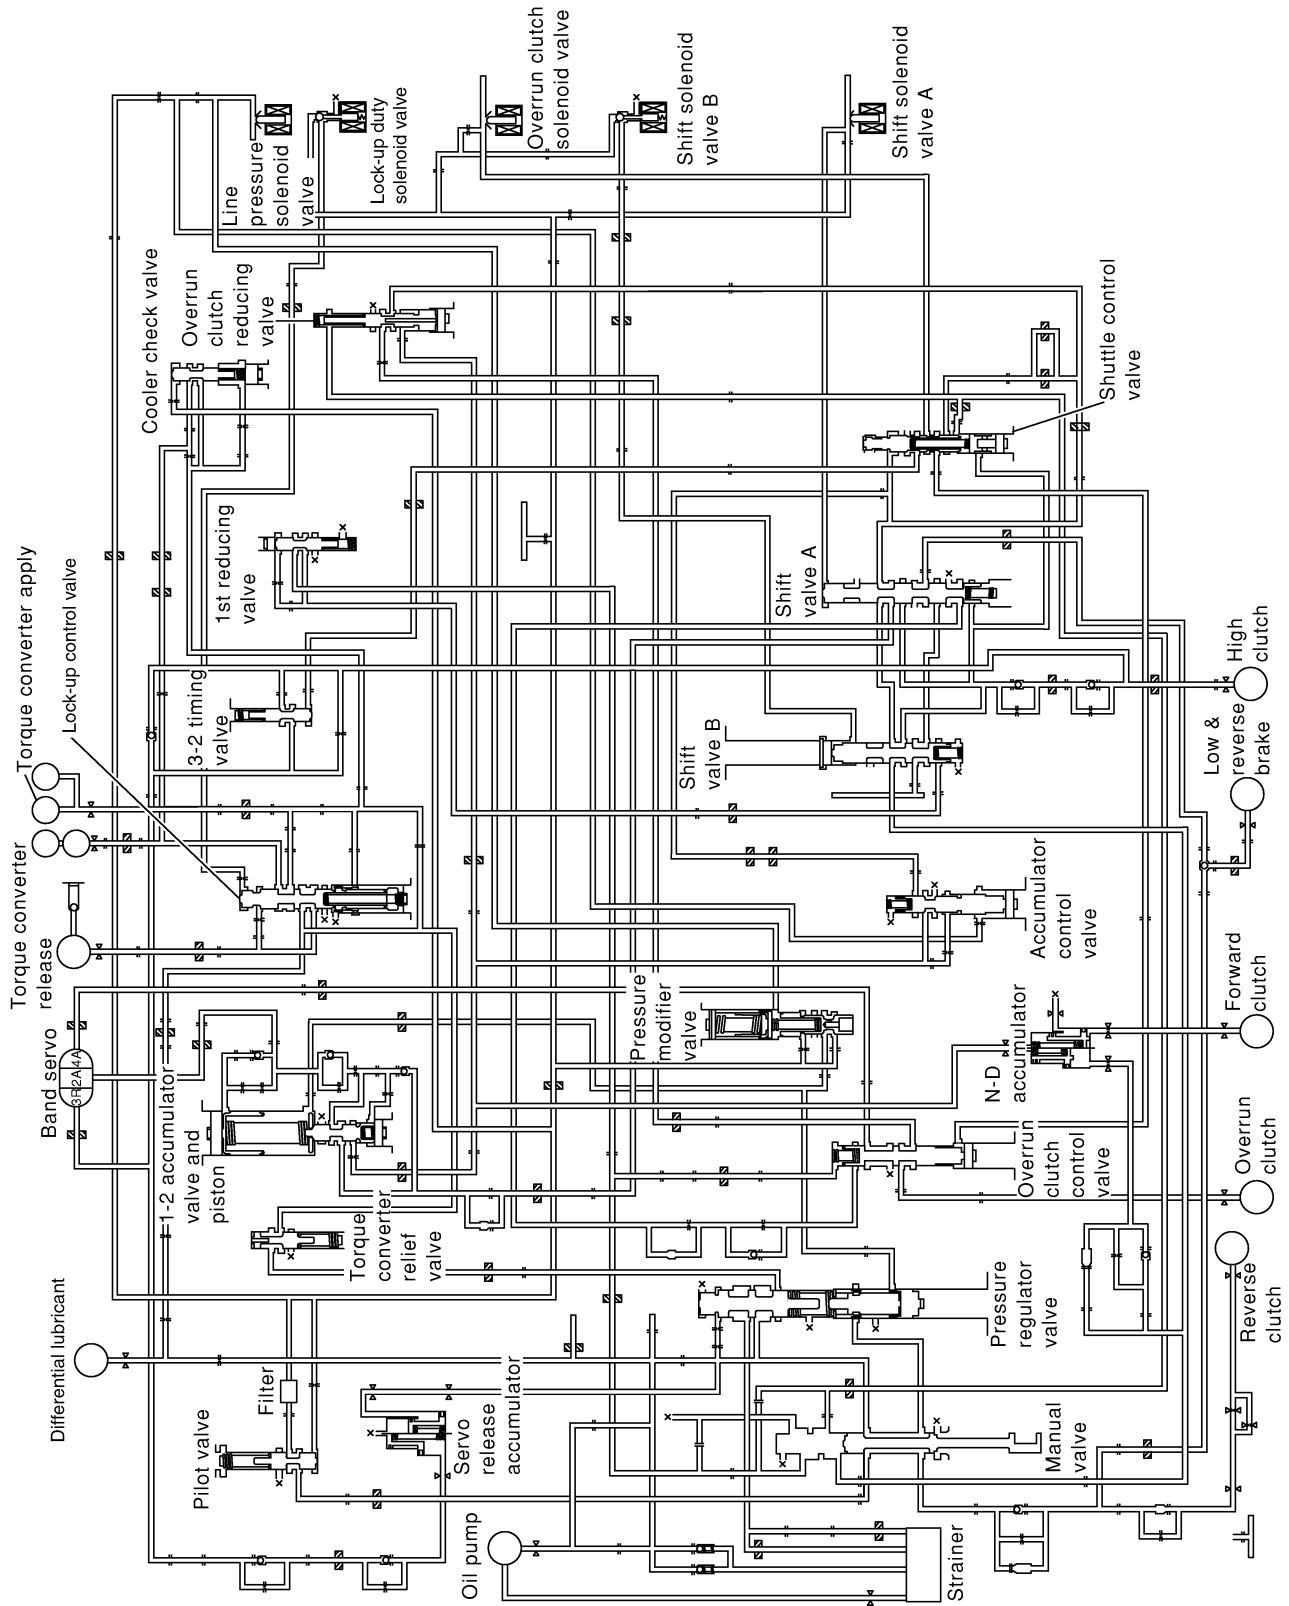 Overrun clutch
solenoid valve
Shift solenoid
valve B
Shift solenoid
valve A
Lock-up duty
solenoid valve
Line
pressure
solenoid
valve
Cooler check valve
Overrun
clutch
reducing
valve
Shuttle control
valve
1st reducing
valve
Torque converter apply
Lock-up control valve
3-2 timing
valve
Shift
valve A
Shift
valve B
High
clutch
Low &
reverse
brake
Torque converter
release
Accumulator
control
valve
Band servo
3R
2A
4A
Pressure
modifier
valve
N-D
accumulator
Forward
clutch
1-2 accumulator
valve and
piston
Overrun
clutch
control
valve
Overrun
clutch
Torque
converter
relief
valve
Differential lubricant
Pressure
regulator
valve
Reverse
clutch
Filter
Pilot valve
Servo
release
accumulator
Manual
valve
Oil pump
Strainer